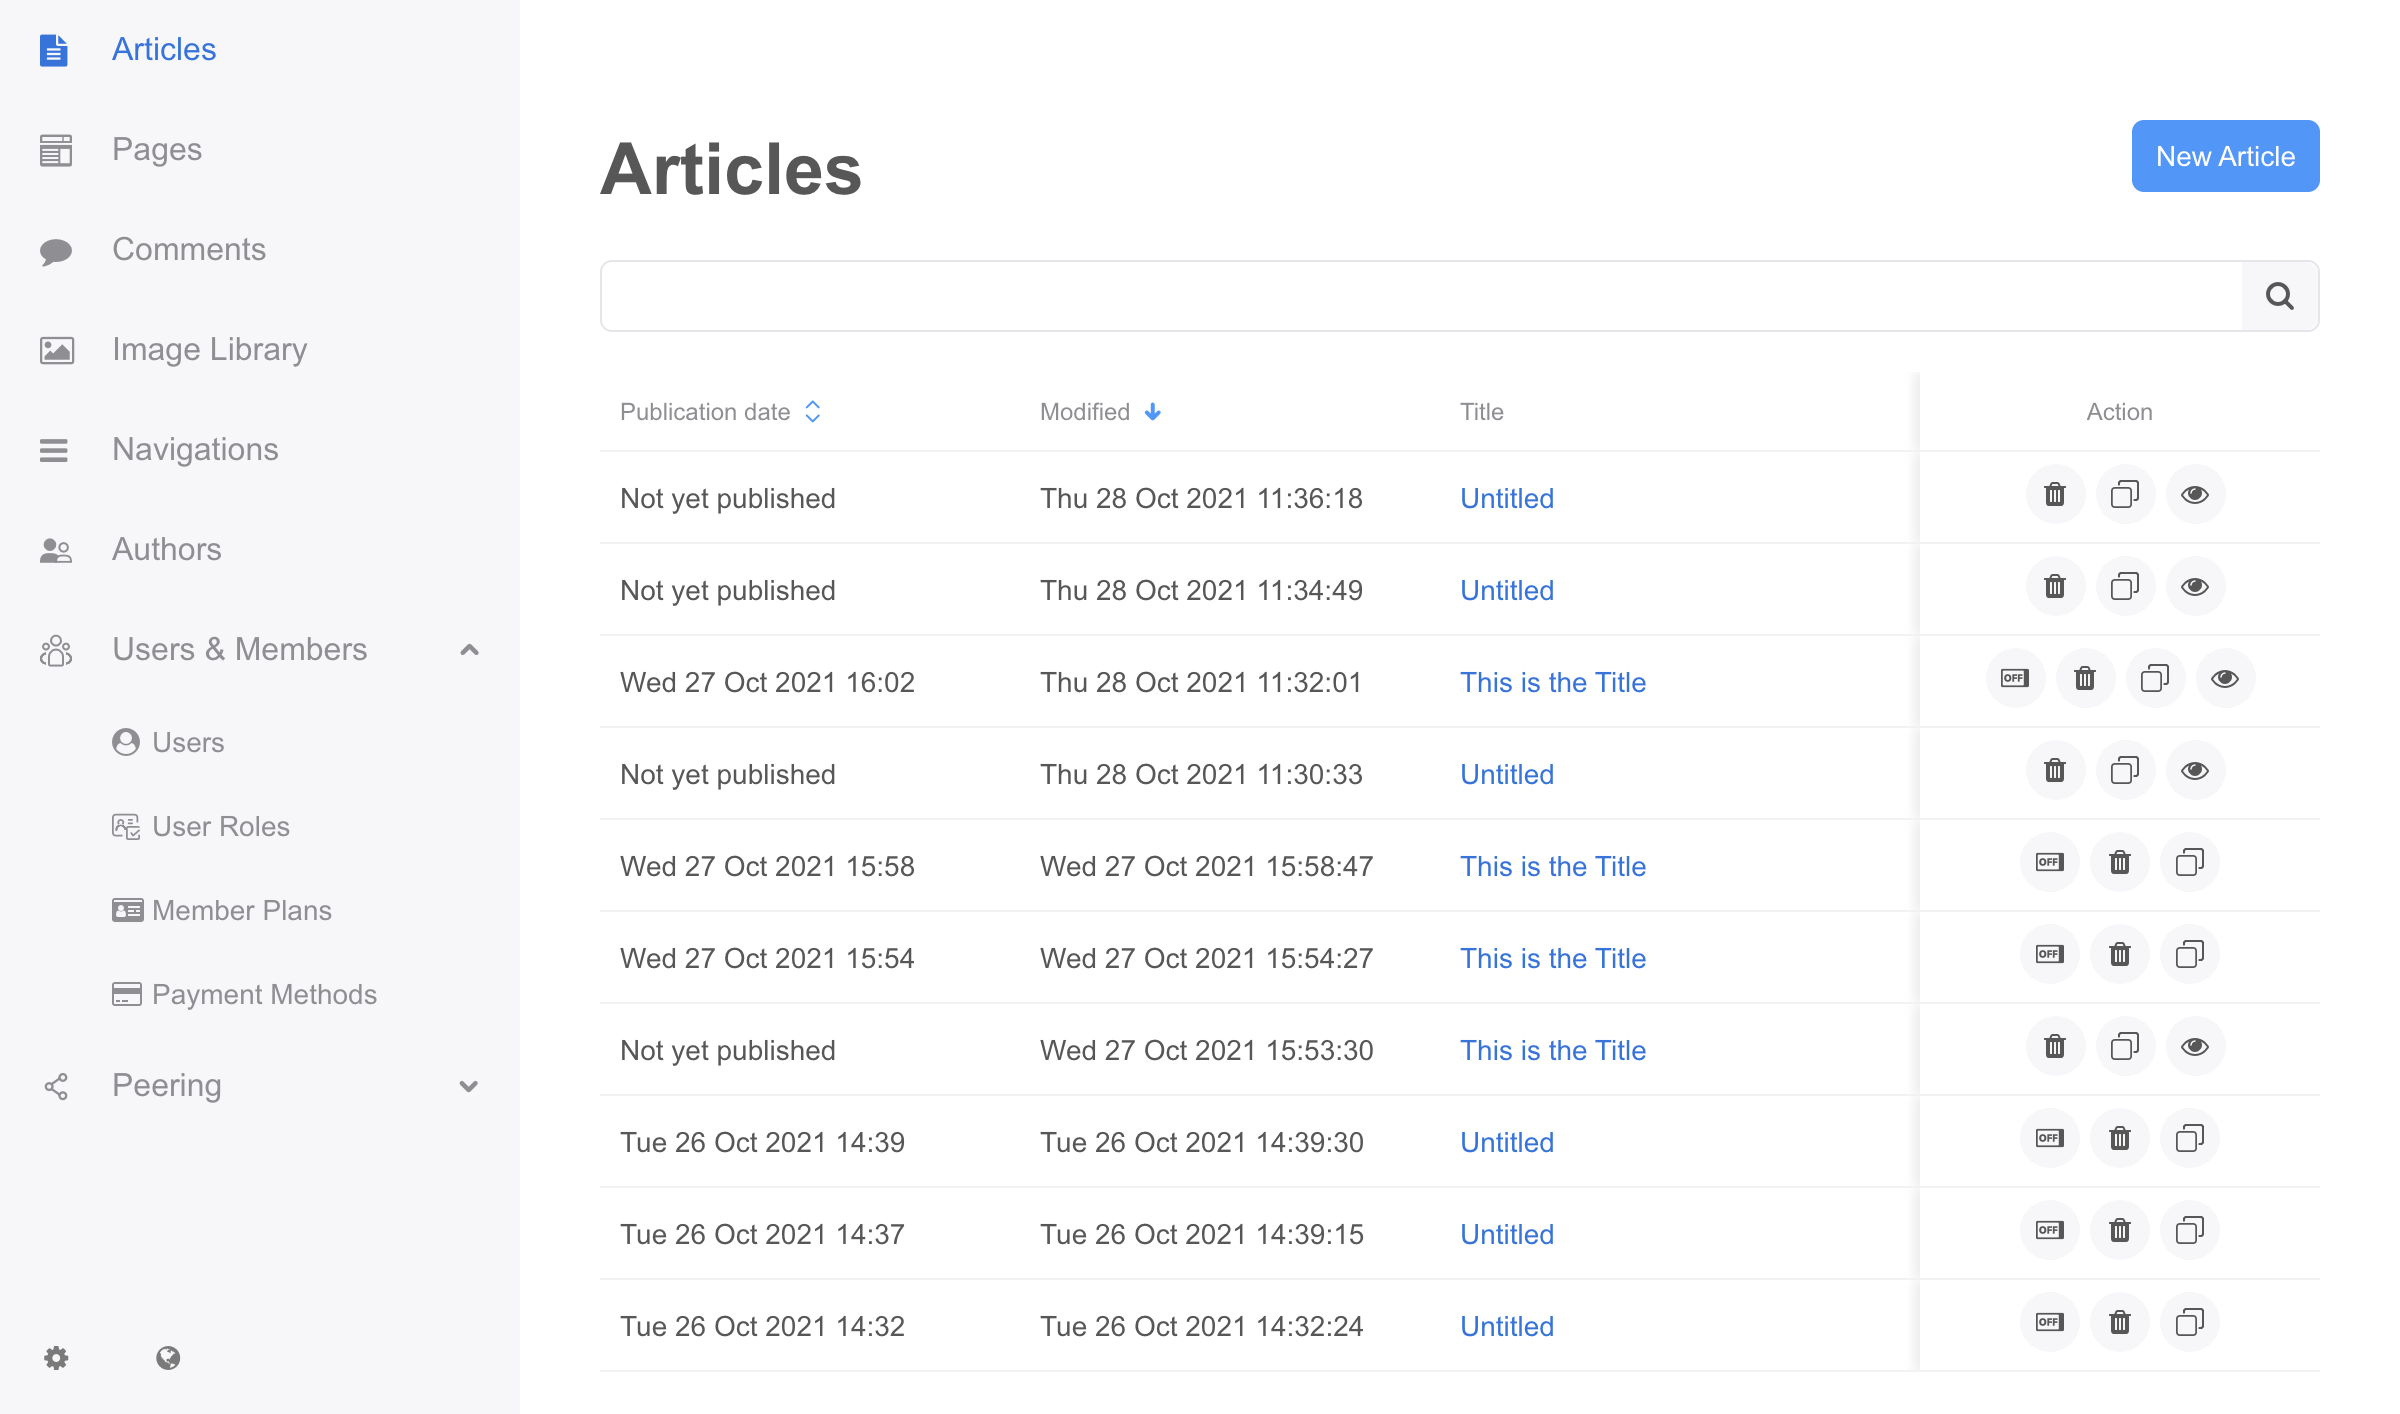 Articles
Pages
Comments
Image Library
Navigations
Authors
Users & Members
Users
User Roles
Member Plans
Payment Methods
Peering
Articles
New Article
Publication date Modified Title Action
Not yet published Thu 28 Oct 2021 11:36:18 Untitled
Not yet published Thu 28 Oct 2021 11:34:49 Untitled
Wed 27 Oct 2021 16:02 Thu 28 Oct 2021 11:32:01 This is the Title OFF
Not yet published Thu 28 Oct 2021 11:30:33 Untitled
Wed 27 Oct 2021 15:58 Wed 27 Oct 2021 15:58:47 This is the Title OFF
Wed 27 Oct 2021 15:54 Wed 27 Oct 2021 15:54:27 This is the Title OFF
Not yet published Wed 27 Oct 2021 15:53:30 This is the Title
Tue 26 Oct 2021 14:39 Tue 26 Oct 2021 14:39:30 Untitled OFF
Tue 26 Oct 2021 14:37 Tue 26 Oct 2021 14:39:15 Untitled OFF
Tue 26 Oct 2021 14:32 Tue 26 Oct 2021 14:32:24 Untitled OFF